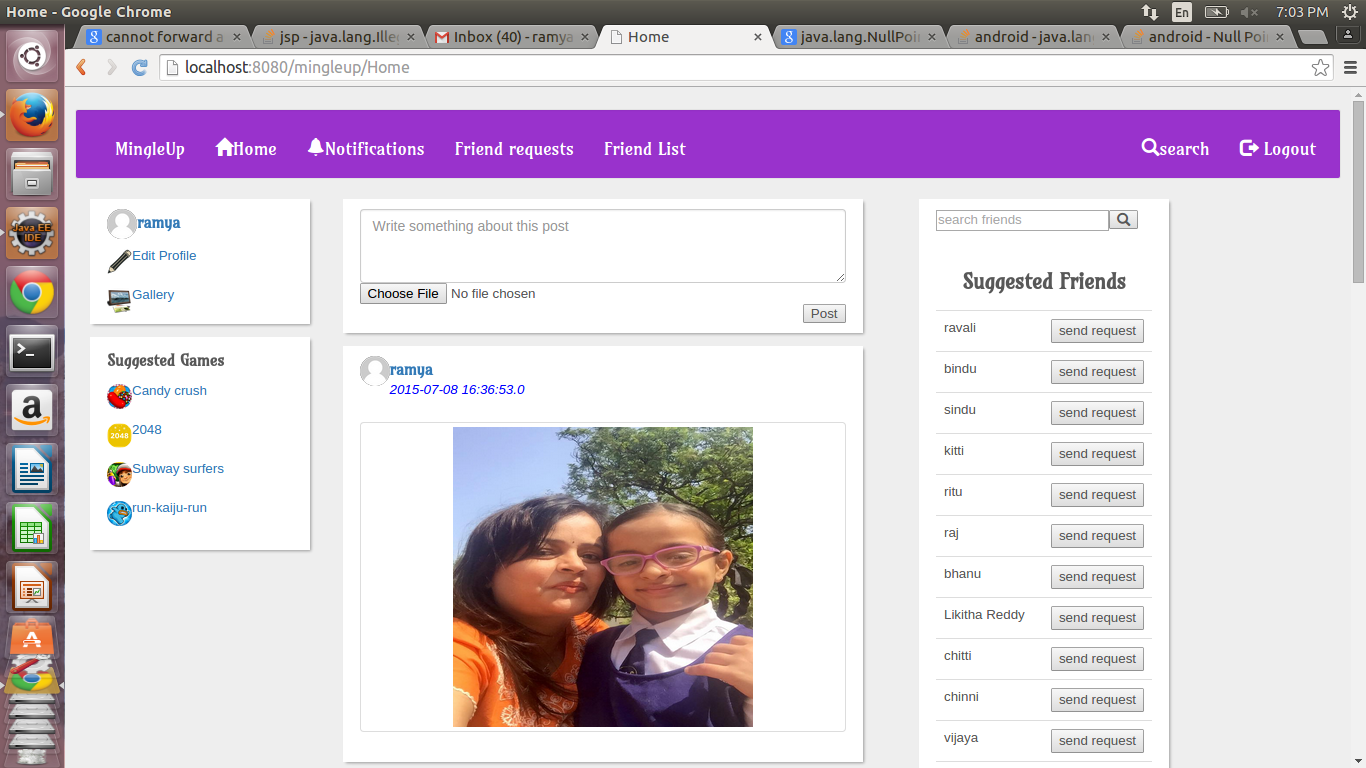 Home - Google Chrome
En
7:03 PM
cannot forward a
jsp - java.lang.Ille
Inbox (40) - ramya
Home
java.lang.NullPoin
android - java.lan
android - Null Poi
localhost:8080/mingleup/Home
MingleUp Home Notifications Friend requests Friend List search Logout
ramya
Edit Profile
Gallery
Suggested Games
Candy crush
2048
2048
Subway surfers
run-kaiju-run
Write something about this post
Choose File No file chosen
Post
ramya
2015-07-08 16:36:53.0
search friends
Suggested Friends
ravali send request
bindu send request
sindu send request
kitti send request
ritu send request
raj send request
bhanu send request
Likitha Reddy send request
chitti send request
chinni send request
vijaya send request
Java EE
IDE